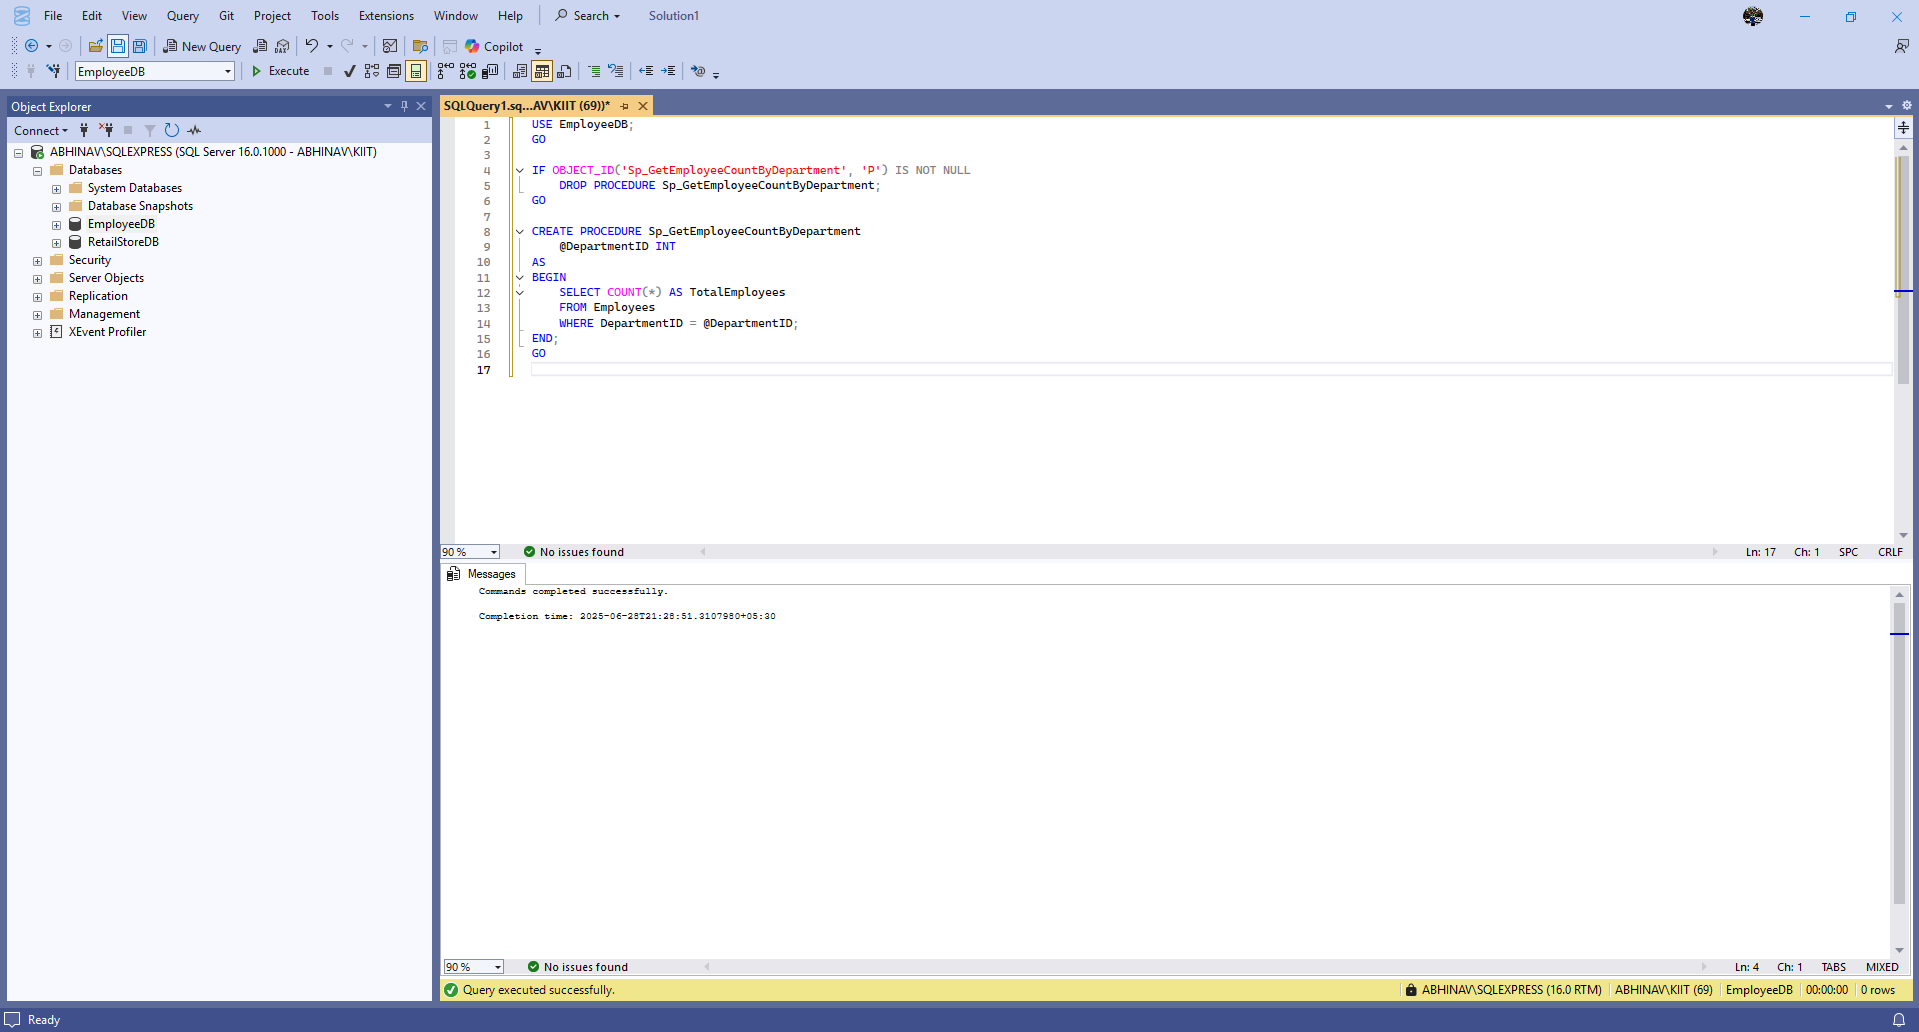 File Edit View Query Git Project Tools Extensions Window Help Search Solution1
New Query DAX Copilot
EmployeeDB Execute
Object Explorer
Connect
ABHINAV\SQLEXPRESS (SQL Server 16.0.1000 - ABHINAV\KIIT)
Databases
System Databases
Database Snapshots
EmployeeDB
RetailStoreDB
Security
Server Objects
Replication
Management
XEvent Profiler
SQLQuery1.sq...AV\KIIT (69))*
1 USE EmployeeDB;
2 GO
3
4 IF OBJECT_ID('Sp_GetEmployeeCountByDepartment', 'P') IS NOT NULL
5 DROP PROCEDURE Sp_GetEmployeeCountByDepartment;
6 GO
7
8 CREATE PROCEDURE Sp_GetEmployeeCountByDepartment
9 @DepartmentID INT
10 AS
11 BEGIN
12 SELECT COUNT(*) AS TotalEmployees
13 FROM Employees
14 WHERE DepartmentID = @DepartmentID;
15 END;
16 GO
17
90 % No issues found Ln: 17 Ch: 1 SPC CRLF
Messages
Commands completed successfully.
Completion time: 2025-06-28T21:28:51.3107980+05:30
90 % No issues found Ln: 4 Ch: 1 TABS MIXED
Query executed successfully. ABHINAV\SQLEXPRESS (16.0 RTM) ABHINAV\KIIT (69) EmployeeDB 00:00:00 0 rows
Ready